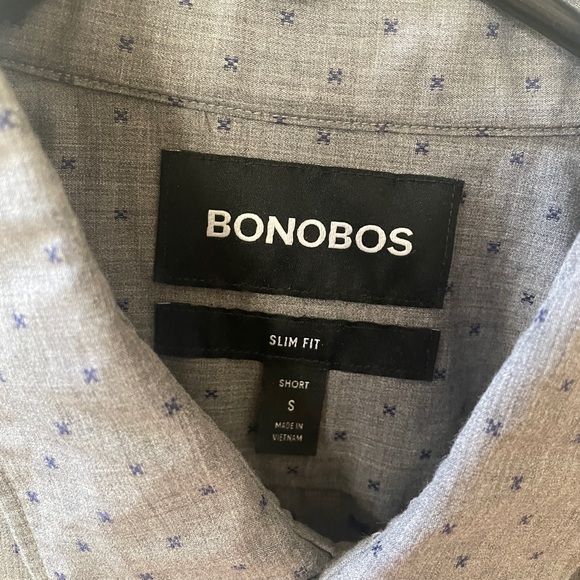 BONOBOS
SLIM FIT
SHORT
S
MADE IN
VIETNAM